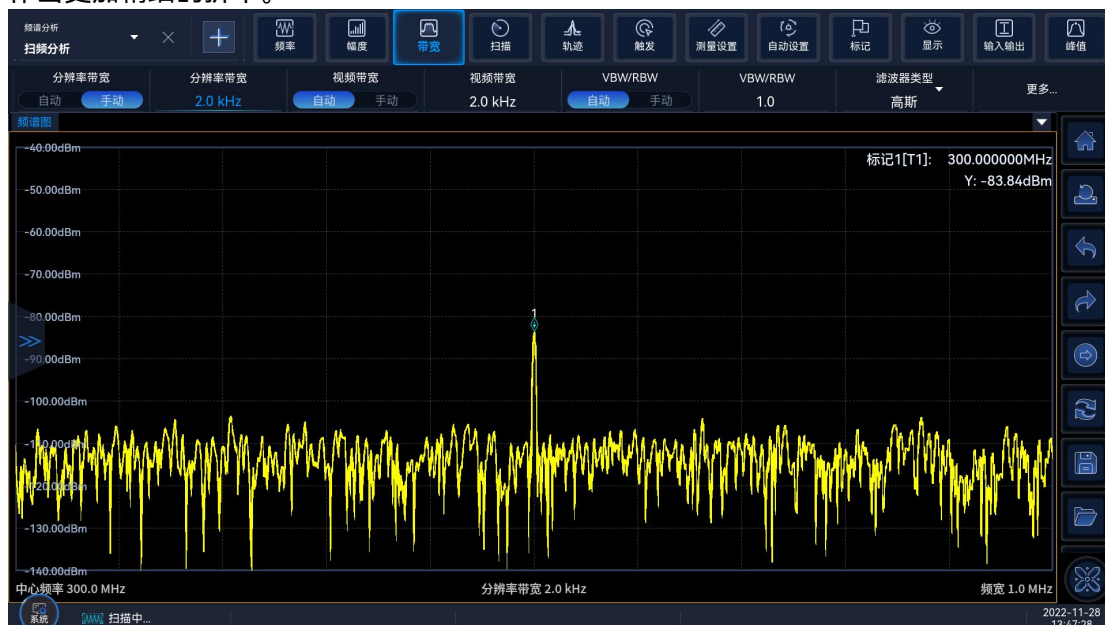 频谱分析
扫频分析
频率
幅度
带宽
扫描
轨迹
触发
测量设置
自动设置
标记
显示
输入输出
峰值
分辨率带宽 分辨率带宽 视频带宽 视频带宽 VBW/RBW VBW/RBW 滤波器类型
自动 手动 2.0 kHz 自动 手动 2.0 kHz 自动 手动 1.0 高斯 更多...
频谱图
-40.00dBm
标记1[T1]: 300.000000MHz
Y: -83.84dBm
-50.00dBm
-60.00dBm
-70.00dBm
-80.00dBm
1
-90.00dBm
-100.00dBm
-110.00dBm
-120.00dBm
-130.00dBm
-140.00dBm
中心频率 300.0 MHz 分辨率带宽 2.0 kHz 频宽 1.0 MHz
系统 扫描中...
2022-11-28
13:47:28